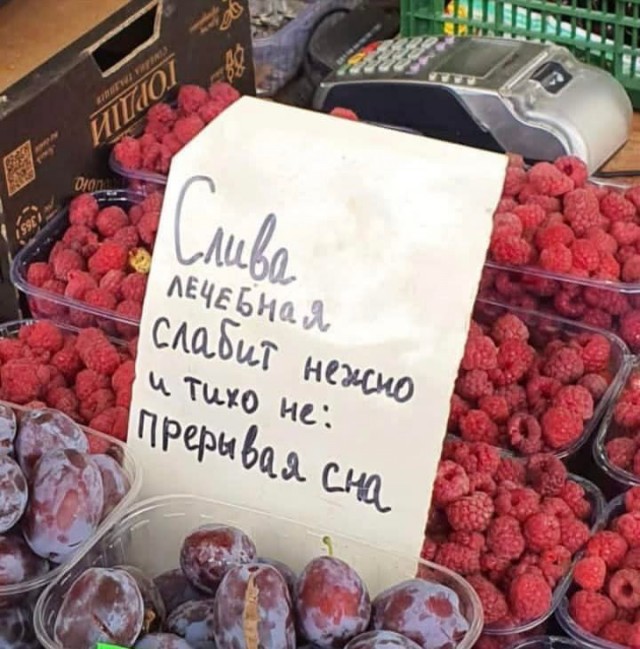 Слива
лечебная
слабит нежно
и тихо не:
прерывая сна